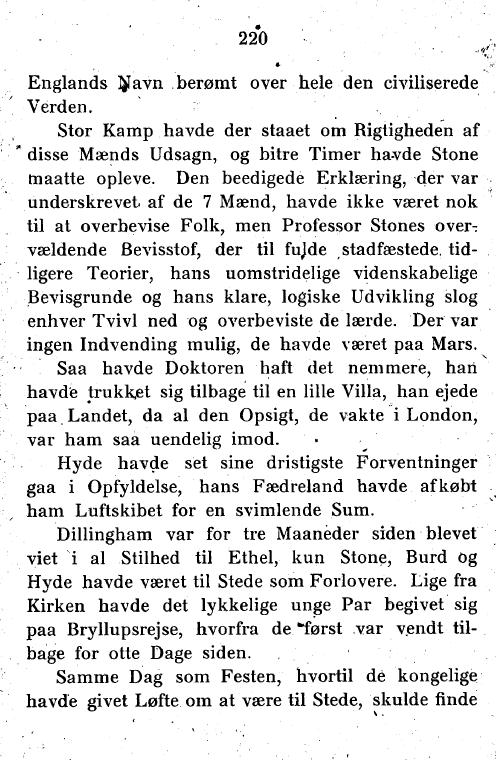 220
Englands Navn berømt over hele den civiliserede
Verden.
Stor Kamp havde der staaet om Rigtigheden af
disse Mænds Udsagn, og bitre Timer havde Stone
maatte opleve. Den beedigede Erklæring, der var
underskrevet af de 7 Mænd, havde ikke været nok
til at overbevise Folk, men Professor Stones over-
vældende Bevisstof, der til fulde stadfæstede tid-
ligere Teorier, hans uomstridelige videnskabelige
Bevisgrunde og hans klare, logiske Udvikling slog
enhver Tvivl ned og overbeviste de lærde. Der var
ingen Indvending mulig, de havde været paa Mars.
Saa havde Doktoren haft det nemmere, han
havde trukket sig tilbage til en lille Villa, han ejede
paa Landet, da al den Opsigt, de vakte i London,
var ham saa uendelig imod.
Hyde havde set sine dristigste Forventninger
gaa i Opfyldelse, hans Fædreland havde afkøbt
ham Luftskibet for en svimlende Sum.
Dillingham var for tre Maaneder siden blevet
viet i al Stilhed til Ethel, kun Stone, Burd og
Hyde havde været til Stede som Forlovere. Lige fra
Kirken havde det lykkelige unge Par begivet sig
paa Bryllupsrejse, hvorfra de først var vendt til-
bage for otte Dage siden.
Samme Dag som Festen, hvortil de kongelige
havde givet Løfte om at være til Stede, skulde finde